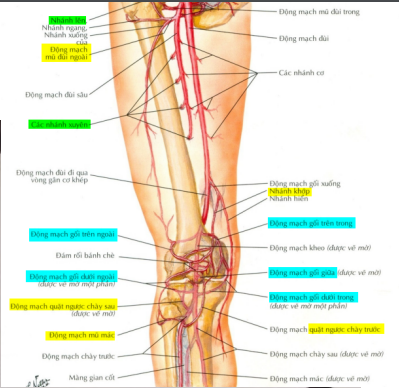 Nhánh lên,
Nhánh ngang,
Nhánh xuống
của
Động mạch
mũ đùi ngoài
Động mạch đùi sâu
Các nhánh xuyên
Động mạch đùi đi qua
vòng gân cơ khép
Động mạch gối trên ngoài
Đám rối bánh chè
Động mạch gối dưới ngoài
(được vẽ mờ một phần)
Động mạch quặt ngược chày sau
(được vẽ mờ)
Động mạch mũ mác
Động mạch chày trước
Màng gian cốt
Động mạch mũ đùi trong
Động mạch đùi
Các nhánh cơ
Động mạch gối xuống
Nhánh khớp
Nhánh hiển
Động mạch gối trên trong
Động mạch kheo (được vẽ mờ)
Động mạch gối giữa (được vẽ mờ)
Động mạch gối dưới trong
(được vẽ mờ một phần)
Động mạch quặt ngược chày trước
Động mạch chày sau (được vẽ mờ)
Động mạch mác (được vẽ mờ)